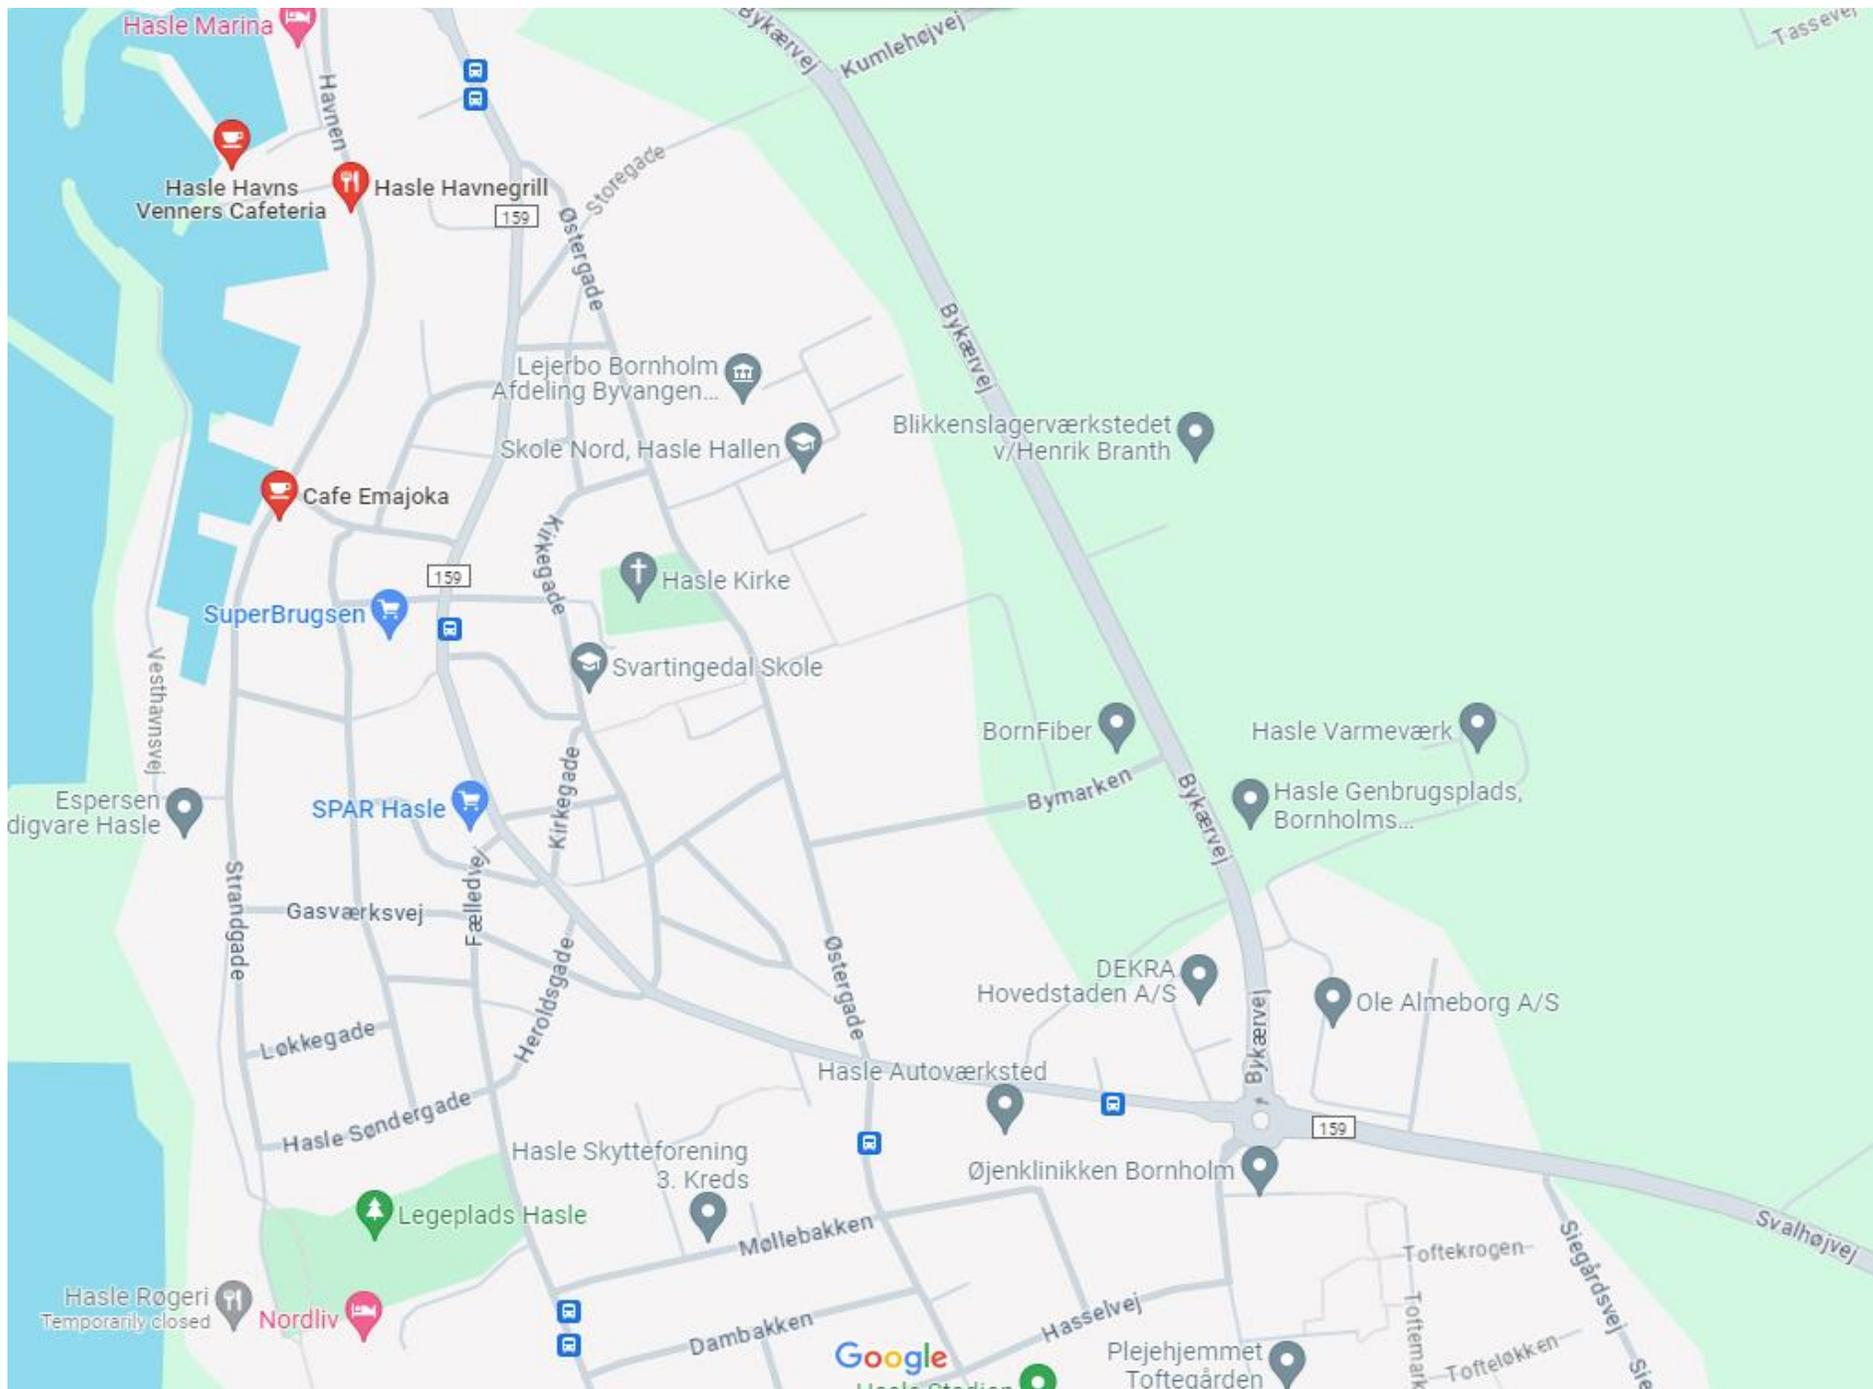 Hasle Marina
Bykærvej
Kumlehøjvej
Tassevej
Havnen
Hasle Havns
Venners Cafeteria
Hasle Havnegrill
Storegade
159
Østergade
Bykærvej
Lejerbo Bornholm
Afdeling Byvangen...
Skole Nord, Hasle Hallen
Blikkenslagerværkstedet
v/Henrik Branth
Cafe Emajoka
Kirkegade
159
Hasle Kirke
SuperBrugsen
Svartingedal Skole
Vesthavnsvej
BornFiber
Hasle Varmeværk
Bymarken
Bykærvej
Hasle Genbrugsplads,
Bornholms...
Espersen
digvare Hasle
SPAR Hasle
Kirkegade
Fælledvej
Strandgade
Gasværksvej
Heroldsgade
Østergade
DEKRA
Hovedstaden A/S
Ole Almeborg A/S
Bykærvej
Løkkegade
Hasle Autoværksted
Hasle Søndergade
159
Hasle Skytteforening
3. Kreds
Øjenklinikken Bornholm
Legeplads Hasle
Møllebakken
Svalhøjvej
Siegårdsvej
Toftekrogen
Hasle Røgeri
Temporarily closed
Nordliv
Dambakken
Hasselvej
Toftemark
Tofteløkken
Google
Plejehjemmet
Toftegården
Hasle Stadion
Sie